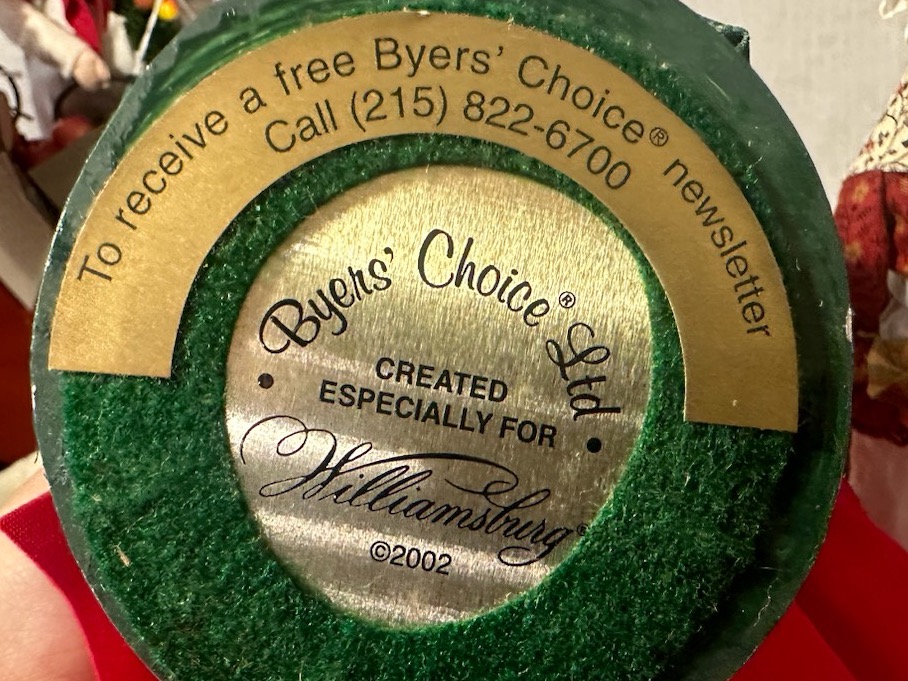 To receive a free Byers' Choice® newsletter
Call (215) 822-6700
Byers' Choice® Ltd
• CREATED
ESPECIALLY FOR •
Williamsburg®
©2002